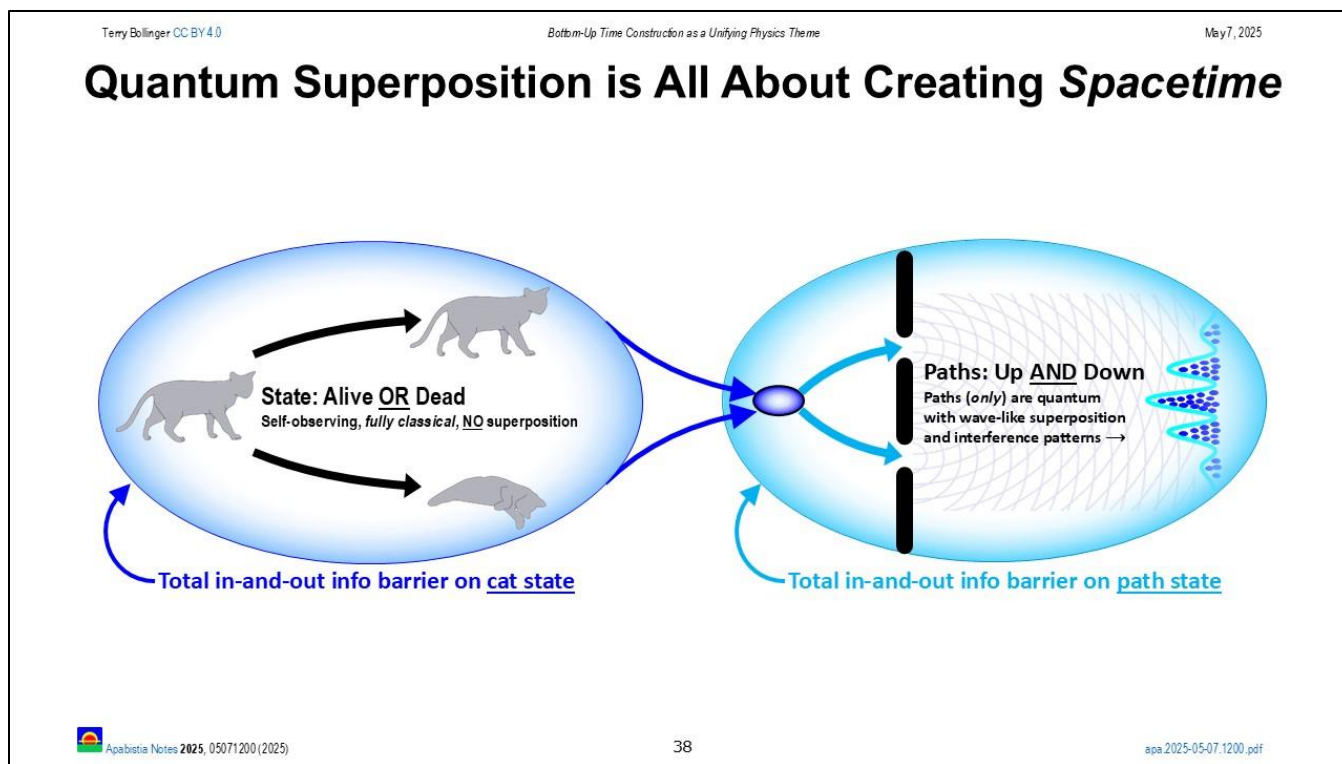 Terry Bollinger CC BY 4.0
Bottom-Up Time Construction as a Unifying Physics Theme
May 7, 2025
Quantum Superposition is All About Creating Spacetime
State: Alive OR Dead
Self-observing, fully classical, NO superposition
Total in-and-out info barrier on cat state
Paths: Up AND Down
Paths (only) are quantum
with wave-like superposition
and interference patterns →
Total in-and-out info barrier on path state
Apabistia Notes 2025, 05071200 (2025)
38
apa.2025-05-07.1200.pdf